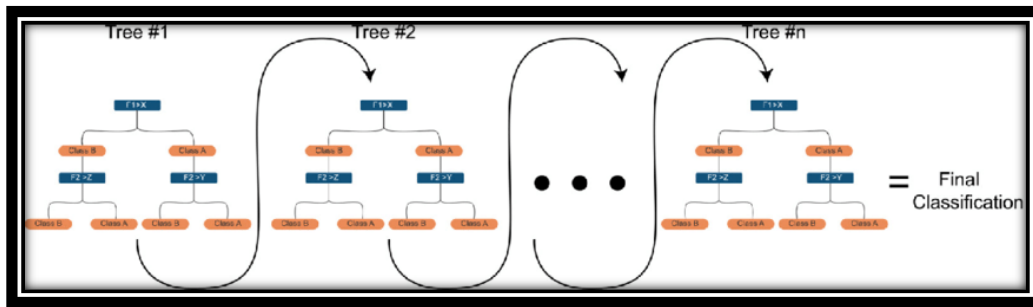 Tree #1
Tree #2
Tree #n
F1>X
F1>X
F1>X
Class B
Class A
Class B
Class A
Class B
Class A
F2>Z
F2>Y
F2>Z
F2>Y
F2>Z
F2>Y
Class B
Class A
Class B
Class A
Class B
Class A
Class B
Class A
Class B
Class A
Class B
Class A
= Final
Classification